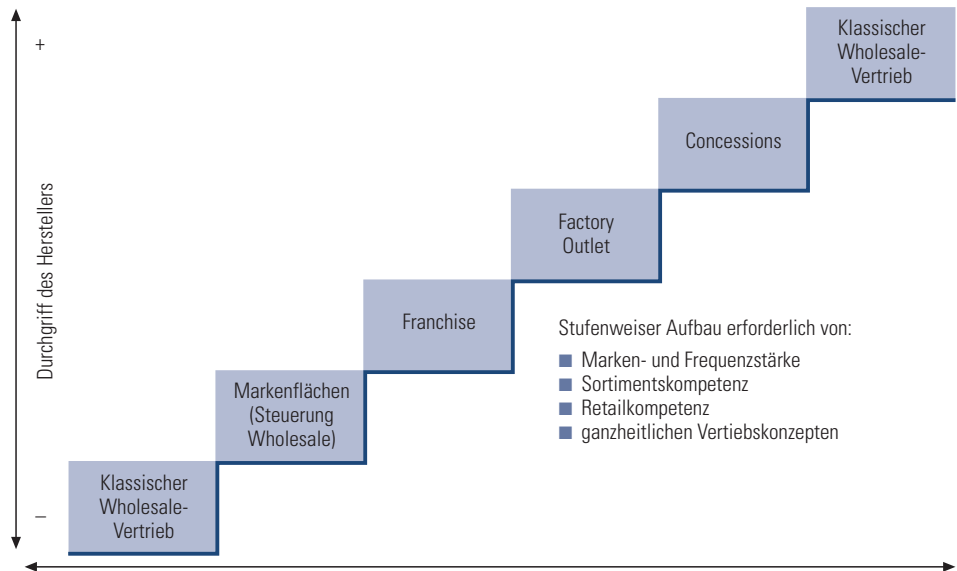 +
Durchgriff des Herstellers
–
Klassischer
Wholesale-
Vertrieb
Markenflächen
(Steuerung
Wholesale)
Franchise
Factory
Outlet
Concessions
Klassischer
Wholesale-
Vertrieb
Stufenweiser Aufbau erforderlich von:
Marken- und Frequenzstärke
Sortimentskompetenz
Retailkompetenz
ganzheitlichen Vertiebskonzepten